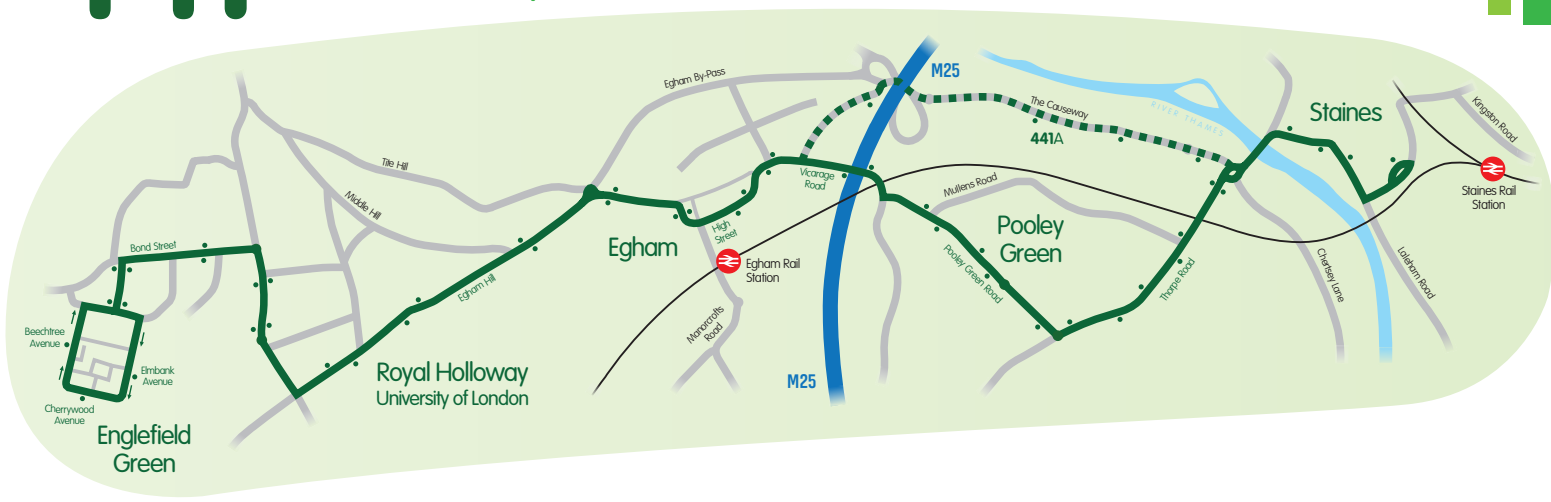 Egham By-Pass
M25
The Causeway
441A
RIVER THAMES
Staines
Kingston Road
Staines Rail
Station
Tile Hill
Middle Hill
Vicarage
Road
Mullens Road
High
Street
Egham
Pooley
Green
Bond Street
Egham Rail
Station
Pooley Green Road
Thorpe Road
Chertsey Lane
Laleham Road
Egham Hill
Manorcrofts
Road
Beechtree
Avenue
Elmbank
Avenue
Cherrywood
Avenue
Royal Holloway
University of London
M25
Englefield
Green